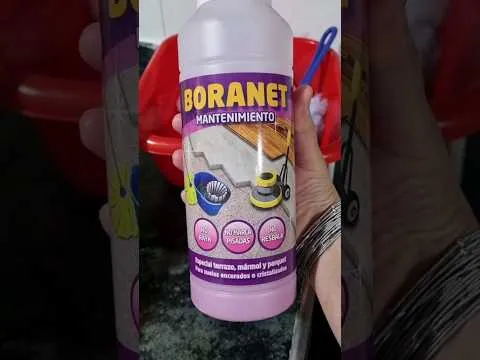 BORANET
MANTENIMIENTO
NO
RAYA
NO MARCA
PISADAS
NO
RESBALA
Especial terrazo, mármol y parquet
Para suelos encerados o cristalizados